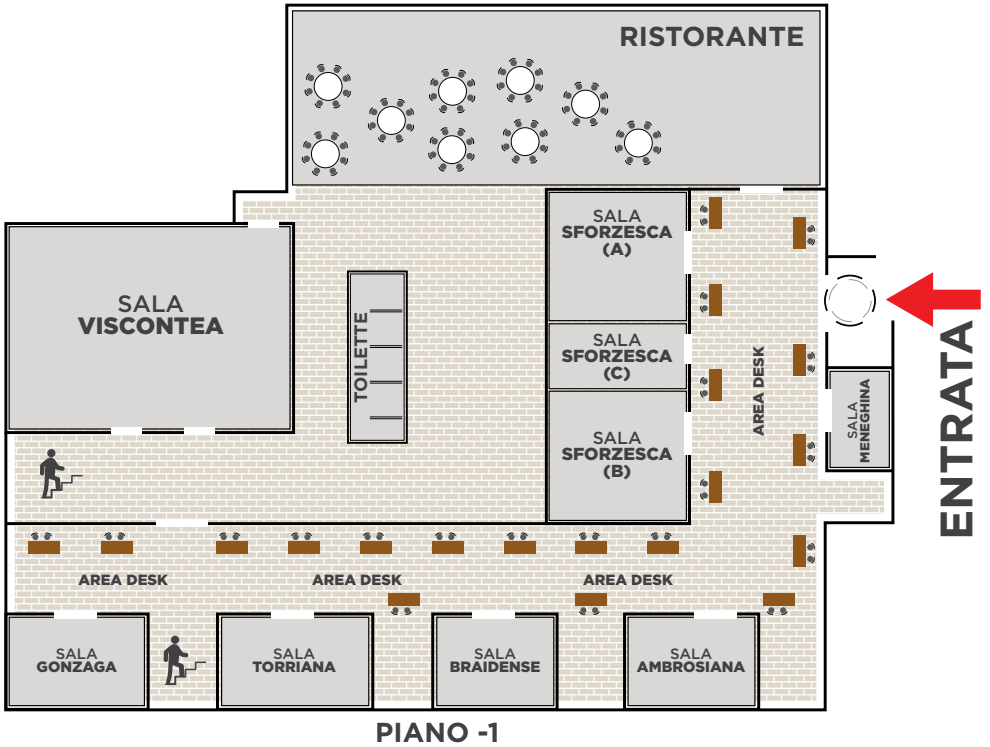 RISTORANTE
SALA
SFORZESCA
(A)
SALA
VISCONTEA
TOILETTE
SALA
SFORZESCA
(C)
AREA DESK
ENTRATA
SALA
MENEGHINA
SALA
SFORZESCA
(B)
AREA DESK
AREA DESK
AREA DESK
SALA
GONZAGA
SALA
TORRIANA
SALA
BRAIDENSE
SALA
AMBROSIANA
PIANO -1